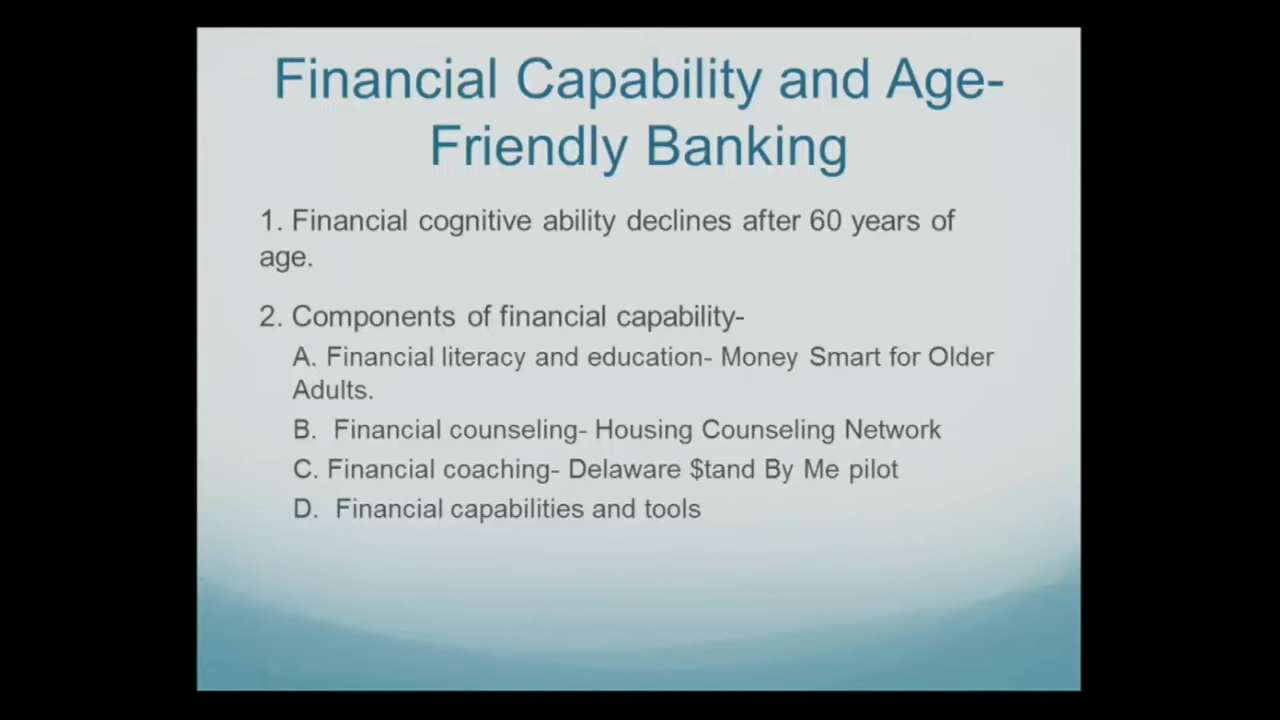 Financial Capability and Age-
Friendly Banking
1. Financial cognitive ability declines after 60 years of
age.
2. Components of financial capability-
A. Financial literacy and education- Money Smart for Older
Adults.
B. Financial counseling- Housing Counseling Network
C. Financial coaching- Delaware $tand By Me pilot
D. Financial capabilities and tools